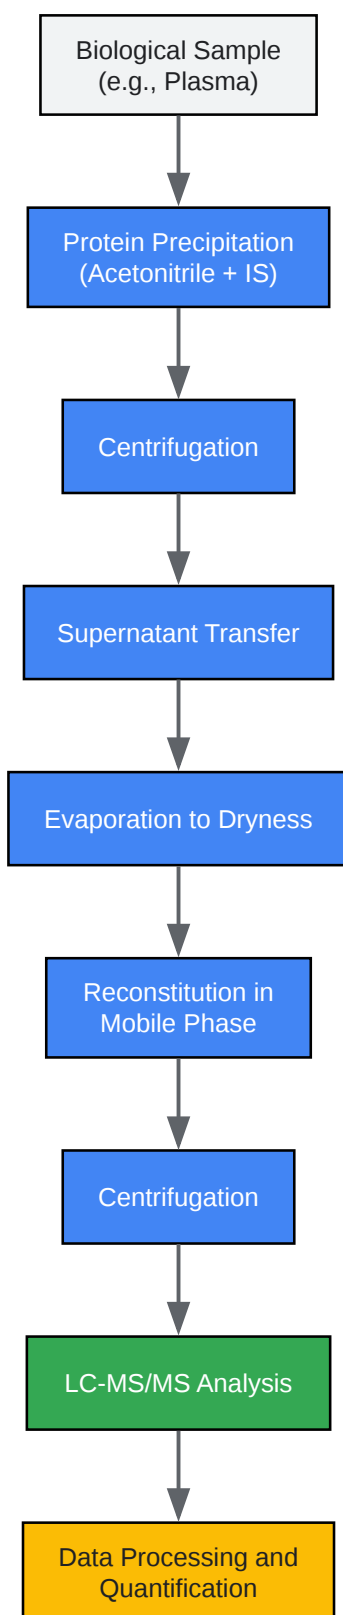 Biological Sample
(e.g., Plasma)
Protein Precipitation
(Acetonitrile + IS)
Centrifugation
Supernatant Transfer
Evaporation to Dryness
Reconstitution in
Mobile Phase
Centrifugation
LC-MS/MS Analysis
Data Processing and
Quantification